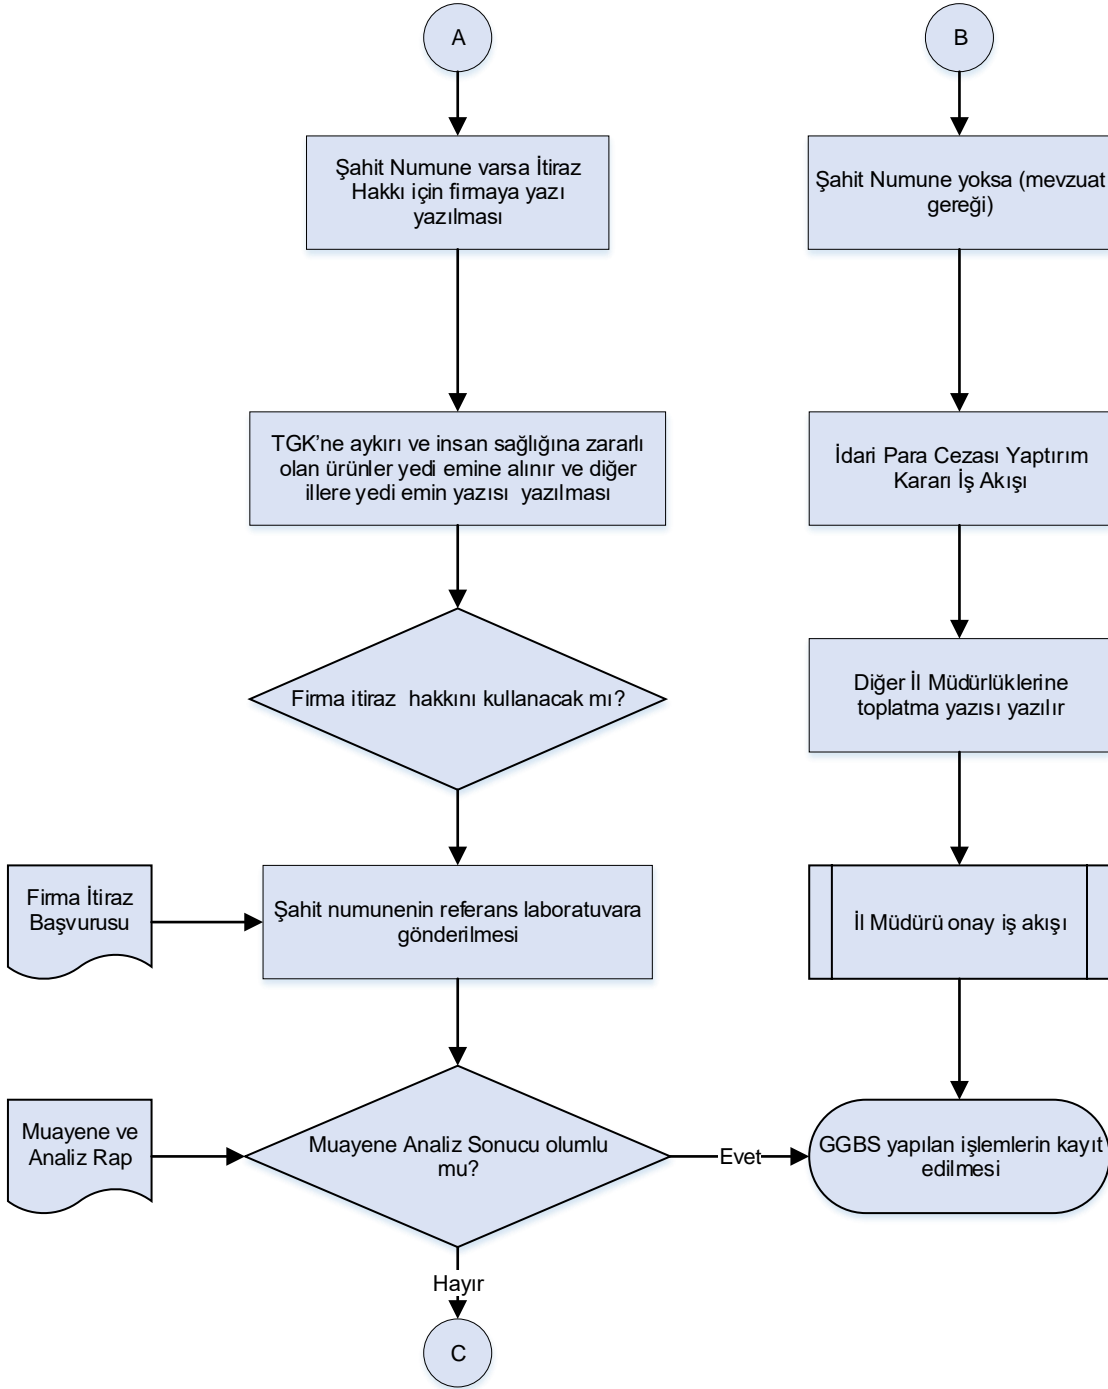 A
Şahit Numune varsa İtiraz
Hakkı için firmaya yazı
yazılması
TGK’ne aykırı ve insan sağlığına zararlı
olan ürünler yedi emine alınır ve diğer
illere yedi emin yazısı yazılması
Firma itiraz hakkını kullanacak mı?
Firma İtiraz
Başvurusu
Şahit numunenin referans laboratuvara
gönderilmesi
Muayene ve
Analiz Rap
Muayene Analiz Sonucu olumlu
mu?
Evet
Hayır
C
B
Şahit Numune yoksa (mevzuat
gereği)
İdari Para Cezası Yaptırım
Kararı İş Akışı
Diğer İl Müdürlüklerine
toplatma yazısı yazılır
İl Müdürü onay iş akışı
GGBS yapılan işlemlerin kayıt
edilmesi